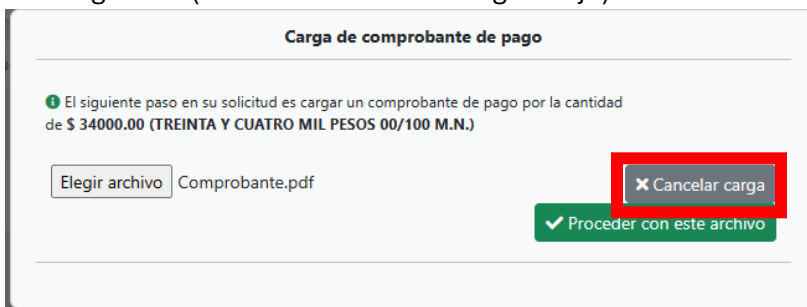 Carga de comprobante de pago
El siguiente paso en su solicitud es cargar un comprobante de pago por la cantidad
de $ 34000.00 (TREINTA Y CUATRO MIL PESOS 00/100 M.N.)
Elegir archivo Comprobante.pdf
Cancelar carga
Proceder con este archivo